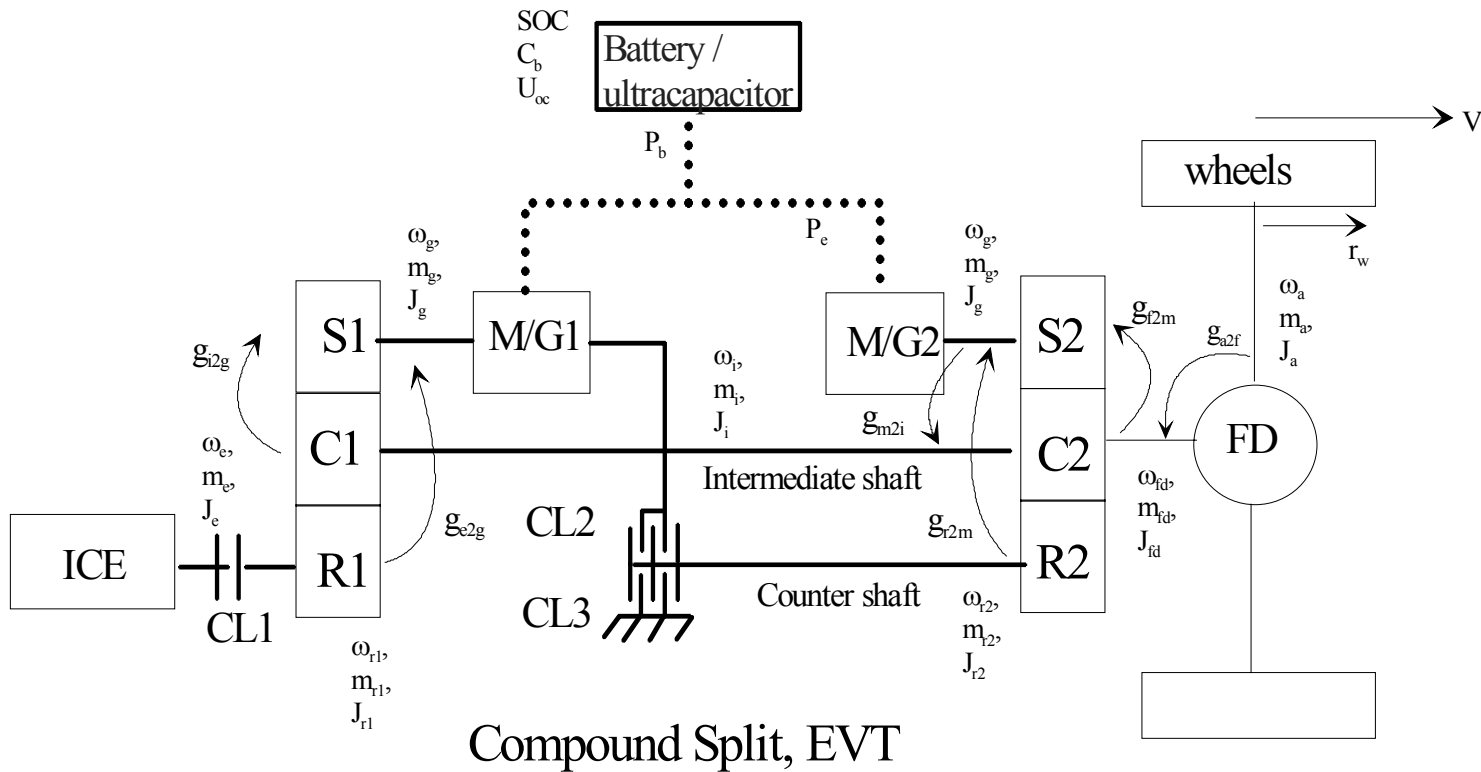 SOC
C_b
U_oc
Battery /
ultracapacitor
P_b
P_e
V
wheels
r_w
ω_g,
m_g,
J_g
ω_g,
m_g,
J_g
ω_a
m_a,
J_a
g_i2g
S1
M/G1
M/G2
S2
g_f2m
g_a2f
ω_i,
m_i,
J_i
g_m2i
ω_e,
m_e,
J_e
C1
C2
FD
Intermediate shaft
ω_fd,
m_fd,
J_fd
g_e2g
CL2
g_r2m
ICE
R1
R2
CL1
CL3
Counter shaft
ω_r1,
m_r1,
J_r1
ω_r2,
m_r2,
J_r2
Compound Split, EVT